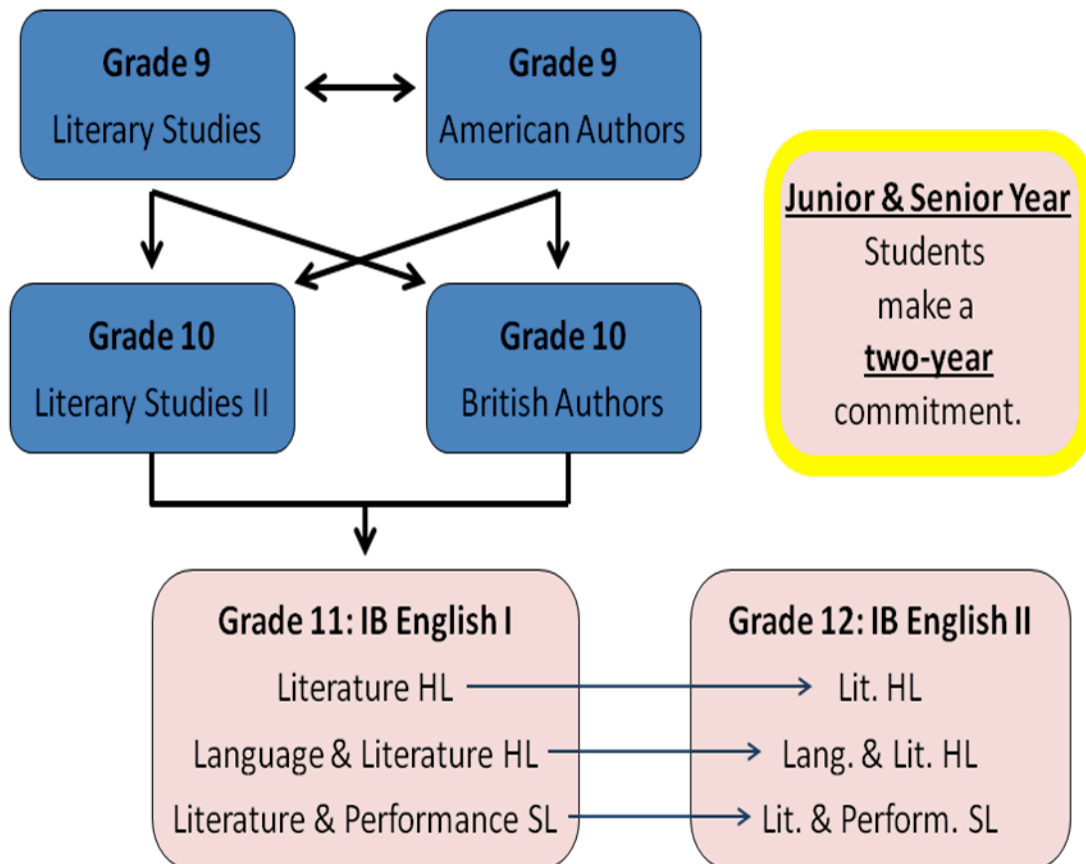 Grade 9
Literary Studies
Grade 9
American Authors
Junior & Senior Year
Students
make a
two-year
commitment.
Grade 10
Literary Studies II
Grade 10
British Authors
Grade 11: IB English I
Literature HL
Language & Literature HL
Literature & Performance SL
Grade 12: IB English II
Lit. HL
Lang. & Lit. HL
Lit. & Perform. SL